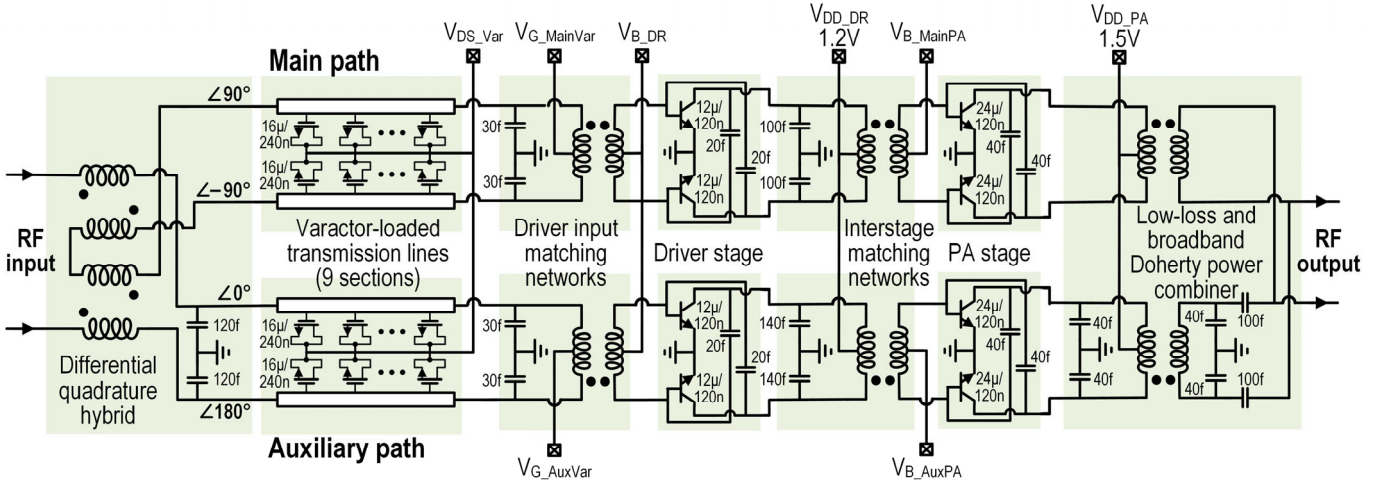 V_DS_Var
V_G_MainVar
V_B_DR
V_DD_DR
1.2V
V_B_MainPA
V_DD_PA
1.5V
Main path
∠90°
16µ/
240n
16µ/
240n
30f
30f
12µ/
120n
20f
20f
12µ/
120n
100f
100f
24µ/
120n
40f
40f
24µ/
120n
∠−90°
RF
input
Varactor-loaded
transmission lines
(9 sections)
Driver input
matching
networks
Driver stage
Interstage
matching
networks
PA stage
Low-loss and
broadband
Doherty power
combiner
RF
output
∠0°
120f
120f
16µ/
240n
16µ/
240n
30f
30f
12µ/
120n
20f
20f
12µ/
120n
140f
140f
24µ/
120n
40f
40f
24µ/
120n
40f
40f
40f
40f
100f
100f
Differential
quadrature
hybrid
∠180°
Auxiliary path
V_G_AuxVar
V_B_AuxPA